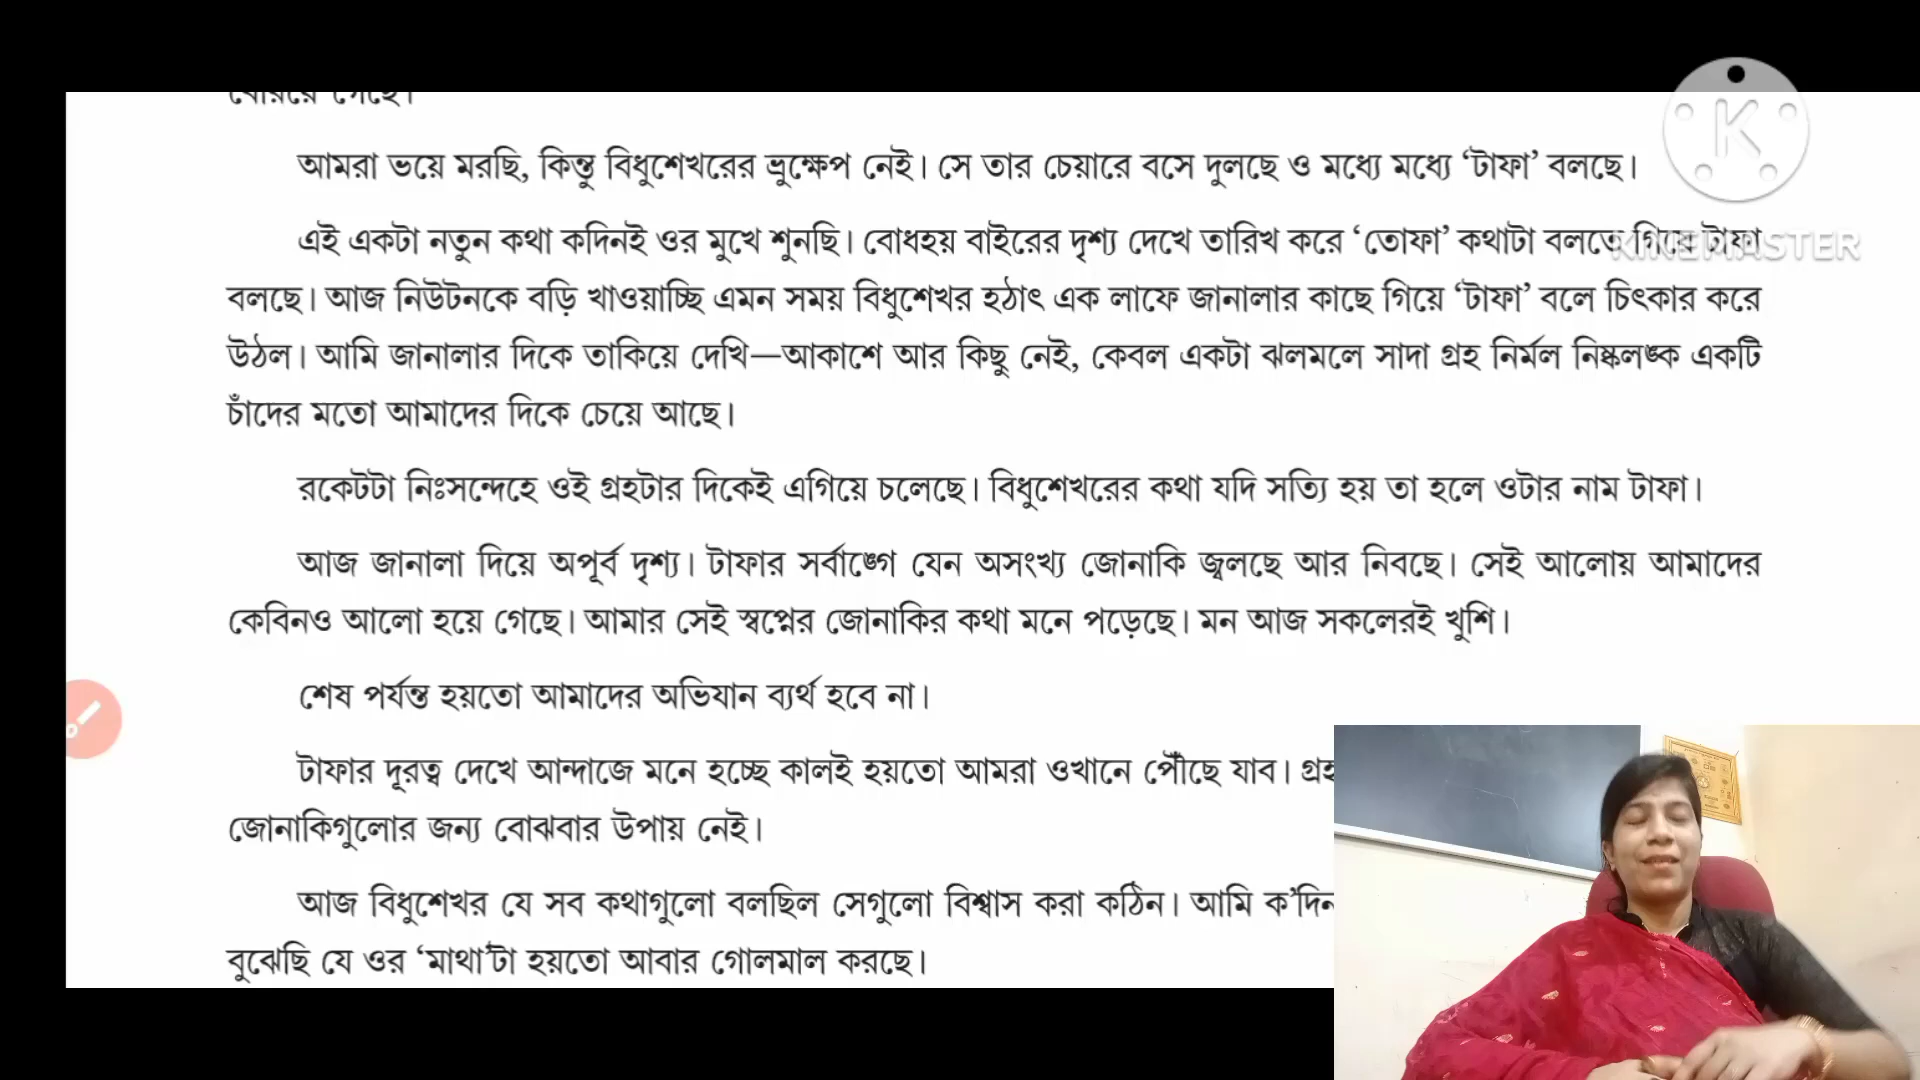 আমরা ভয়ে মরছি, কিন্তু বিধুশেখরের ভ্রুক্ষেপ নেই। সে তার চেয়ারে বসে দুলছে ও মধ্যে মধ্যে ‘টাফা’ বলছে।
এই একটা নতুন কথা কদিনই ওর মুখে শুনছি। বোধহয় বাইরের দৃশ্য দেখে তারিখ করে ‘তোফা’ কথাটা বলতে গিয়ে টাফা
KINEMASTER
বলছে। আজ নিউটনকে বড়ি খাওয়াচ্ছি এমন সময় বিধুশেখর হঠাৎ এক লাফে জানালার কাছে গিয়ে ‘টাফা’ বলে চিৎকার করে
উঠল। আমি জানালার দিকে তাকিয়ে দেখি—আকাশে আর কিছু নেই, কেবল একটা ঝলমলে সাদা গ্রহ নির্মল নিষ্কলঙ্ক একটি
চাঁদের মতো আমাদের দিকে চেয়ে আছে।
রকেটটা নিঃসন্দেহে ওই গ্রহটার দিকেই এগিয়ে চলেছে। বিধুশেখরের কথা যদি সত্যি হয় তা হলে ওটার নাম টাফা।
আজ জানালা দিয়ে অপূর্ব দৃশ্য। টাফার সর্বাঙ্গে যেন অসংখ্য জোনাকি জ্বলছে আর নিবছে। সেই আলোয় আমাদের
কেবিনও আলো হয়ে গেছে। আমার সেই স্বপ্নের জোনাকির কথা মনে পড়েছে। মন আজ সকলেরই খুশি।
শেষ পর্যন্ত হয়তো আমাদের অভিযান ব্যর্থ হবে না।
টাফার দূরত্ব দেখে আন্দাজে মনে হচ্ছে কালই হয়তো আমরা ওখানে পৌঁছে যাব।
জোনাকিগুলোর জন্য বোঝবার উপায় নেই।
আজ বিধুশেখর যে সব কথাগুলো বলছিল সেগুলো বিশ্বাস করা কঠিন। আমি ক’দিন
বুঝেছি যে ওর ‘মাথা’টা হয়তো আবার গোলমাল করছে।